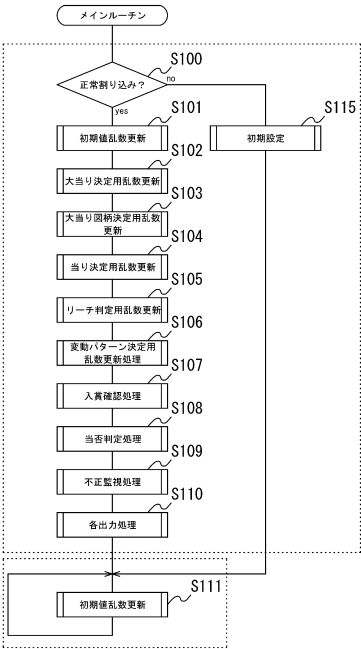 メインルーチン
S100
正常割り込み?
no
yes
S101
初期値乱数更新
S115
初期設定
S102
大当り決定用乱数更新
S103
大当り図柄決定用乱数
更新
S104
当り決定用乱数更新
S105
リーチ判定用乱数更新
S106
変動パターン決定用
乱数更新処理
S107
入賞確認処理
S108
当否判定処理
S109
不正監視処理
S110
各出力処理
S111
初期値乱数更新